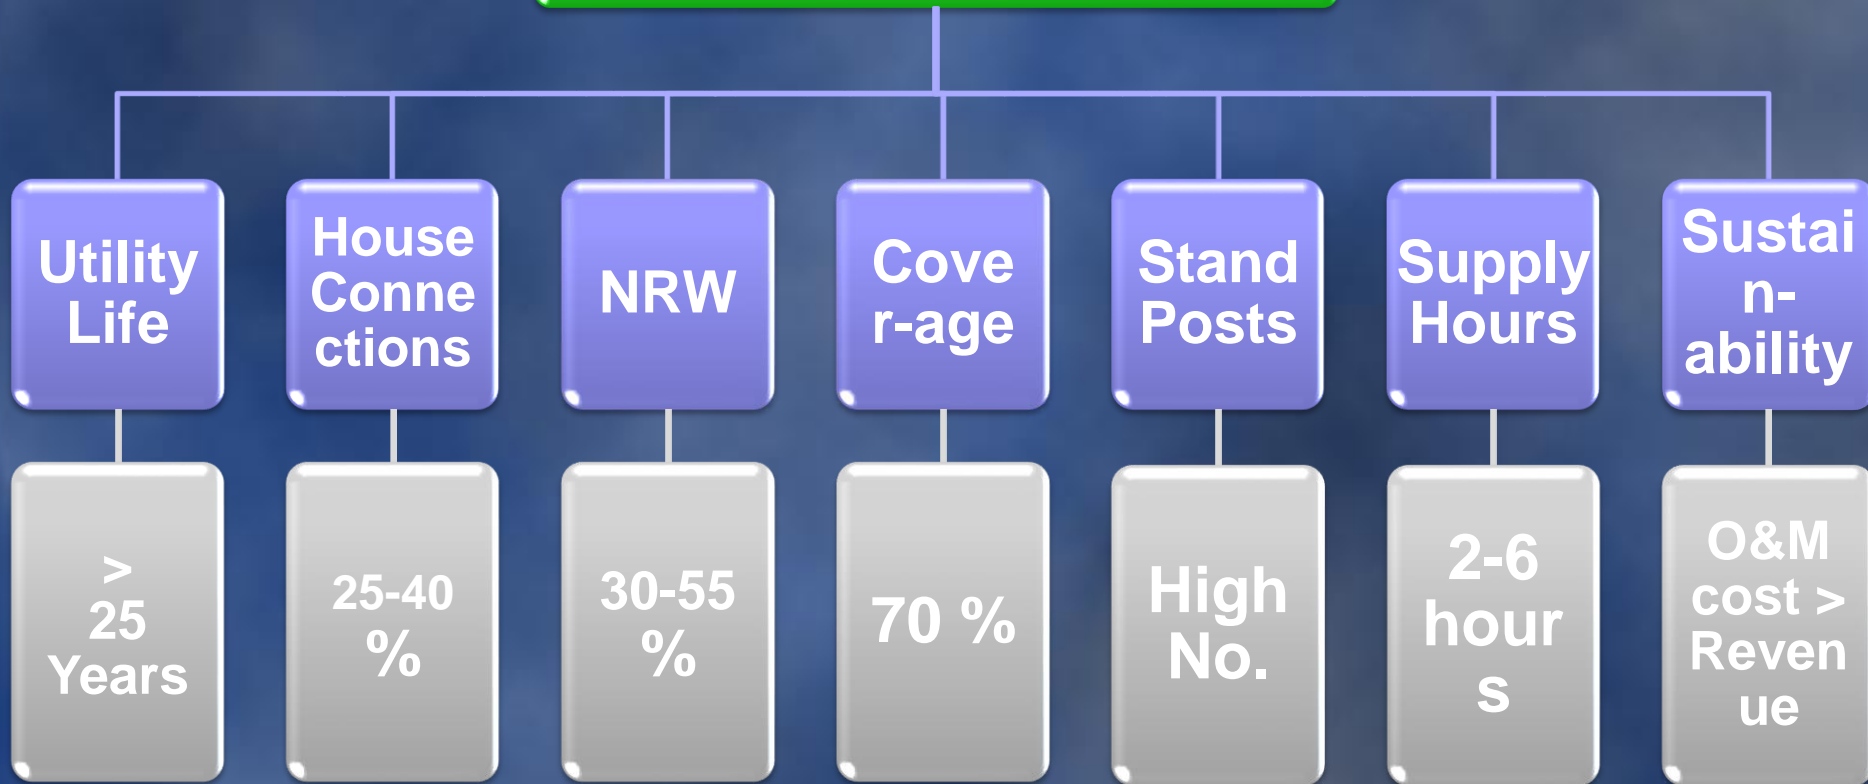 Utility
Life
House
Conne
ctions
NRW
Cove
r-age
Stand
Posts
Supply
Hours
Sustai
n-
ability
>
25
Years
25-40
%
30-55
%
70 %
High
No.
2-6
hour
s
O&M
cost >
Reven
ue